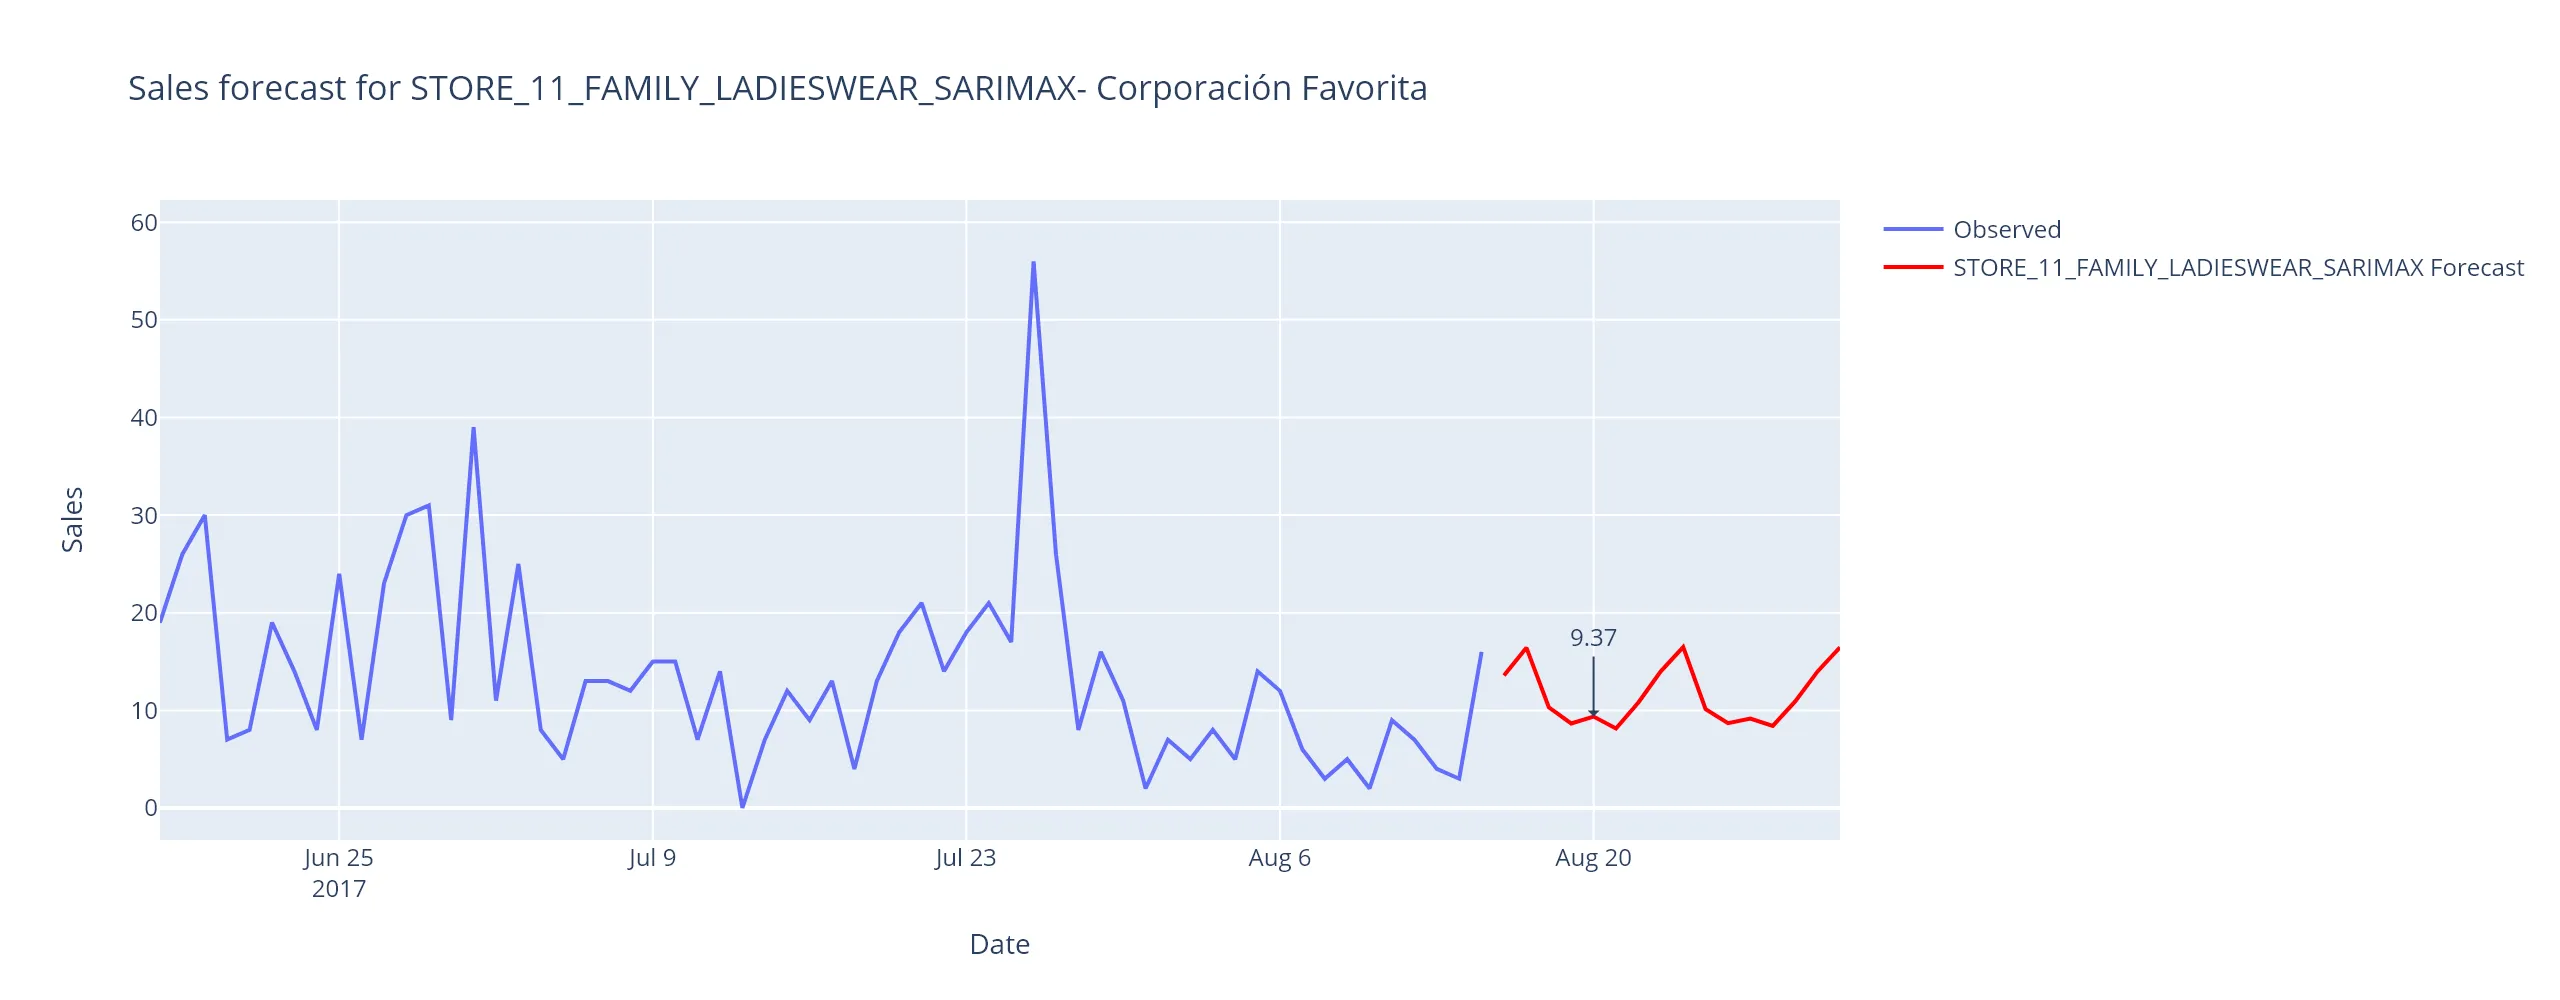 Sales forecast for STORE_11_FAMILY_LADIESWEAR_SARIMAX- Corporación Favorita
Observed
STORE_11_FAMILY_LADIESWEAR_SARIMAX Forecast
Sales
60
50
40
30
20
10
0
9.37
Jun 25
2017
Jul 9
Jul 23
Aug 6
Aug 20
Date